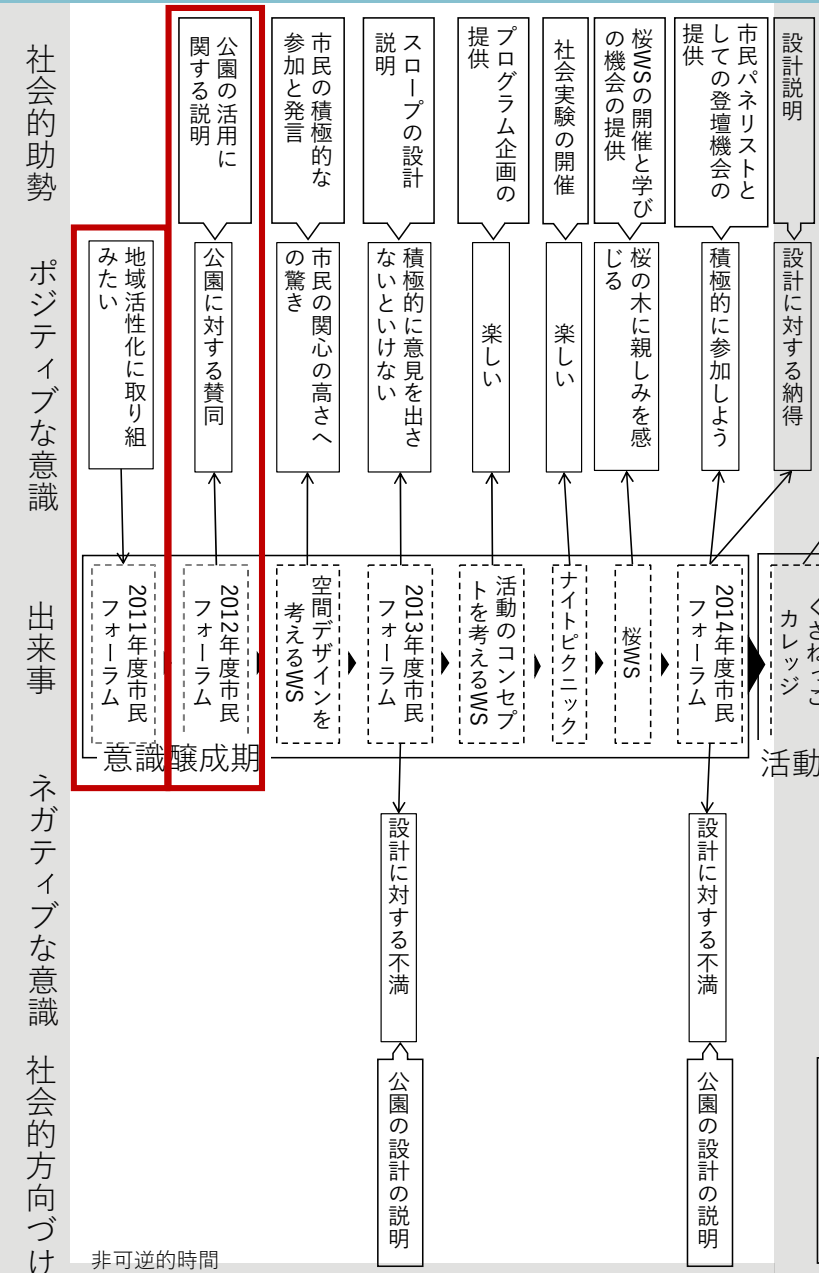 社会的助勢
公園の活用に
関する説明
市民の積極的な
参加と発言
スロープの設計
説明
プログラム企画の
提供
社会実験の開催
桜WSの開催と学び
の機会の提供
市民パネリストと
しての登壇機会の
提供
設計説明
ポジティブな意識
地域活性化に取り組
みたい
公園に対する賛同
市民の関心の高さへ
の驚き
積極的に意見を出さ
ないといけない
楽しい
楽しい
桜の木に親しみを感
じる
積極的に参加しよう
設計に対する納得
出来事
2011年度市民
フォーラム
2012年度市民
フォーラム
空間デザインを
考えるWS
2013年度市民
フォーラム
活動のコンセプ
トを考えるWS
ナイトピクニック
桜WS
2014年度市民
フォーラム
くさねっこ
カレッジ
意識醸成期
活動
ネガティブな意識
設計に対する不満
設計に対する不満
社会的方向づけ
公園の設計の説明
公園の設計の説明
非可逆的時間